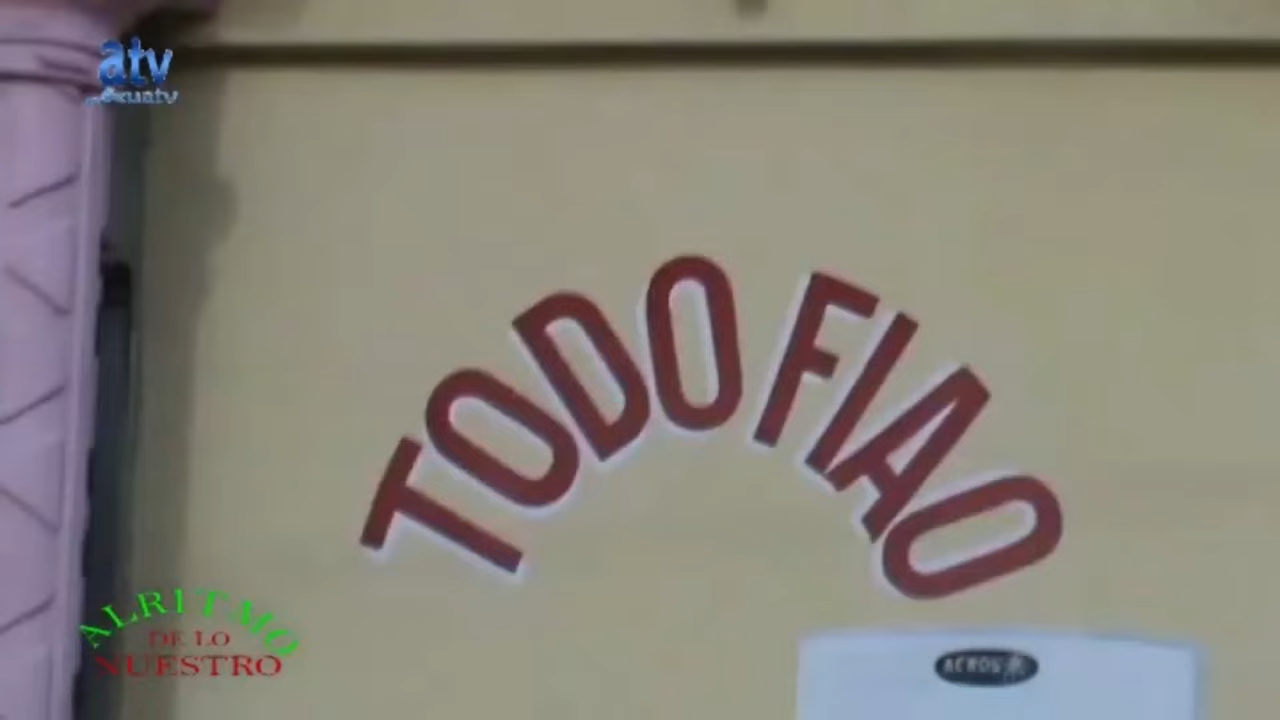 atv
TODO FIAO
AL RITMO
DE LO
NUESTRO